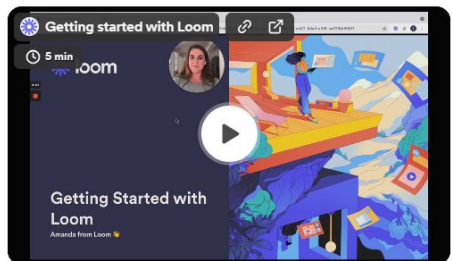 Getting started with Loom
5 min
loom
Getting Started with
Loom
Amanda from Loom 👋